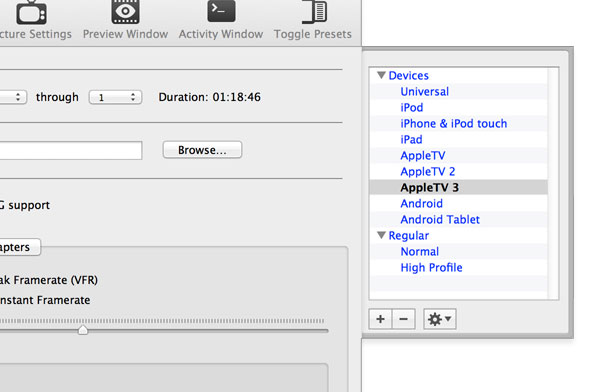 cture Settings Preview Window Activity Window Toggle Presets
through 1 Duration: 01:18:46
Browse...
G support
apters
ak Framerate (VFR)
nstant Framerate
Devices
Universal
iPod
iPhone & iPod touch
iPad
AppleTV
AppleTV 2
AppleTV 3
Android
Android Tablet
Regular
Normal
High Profile